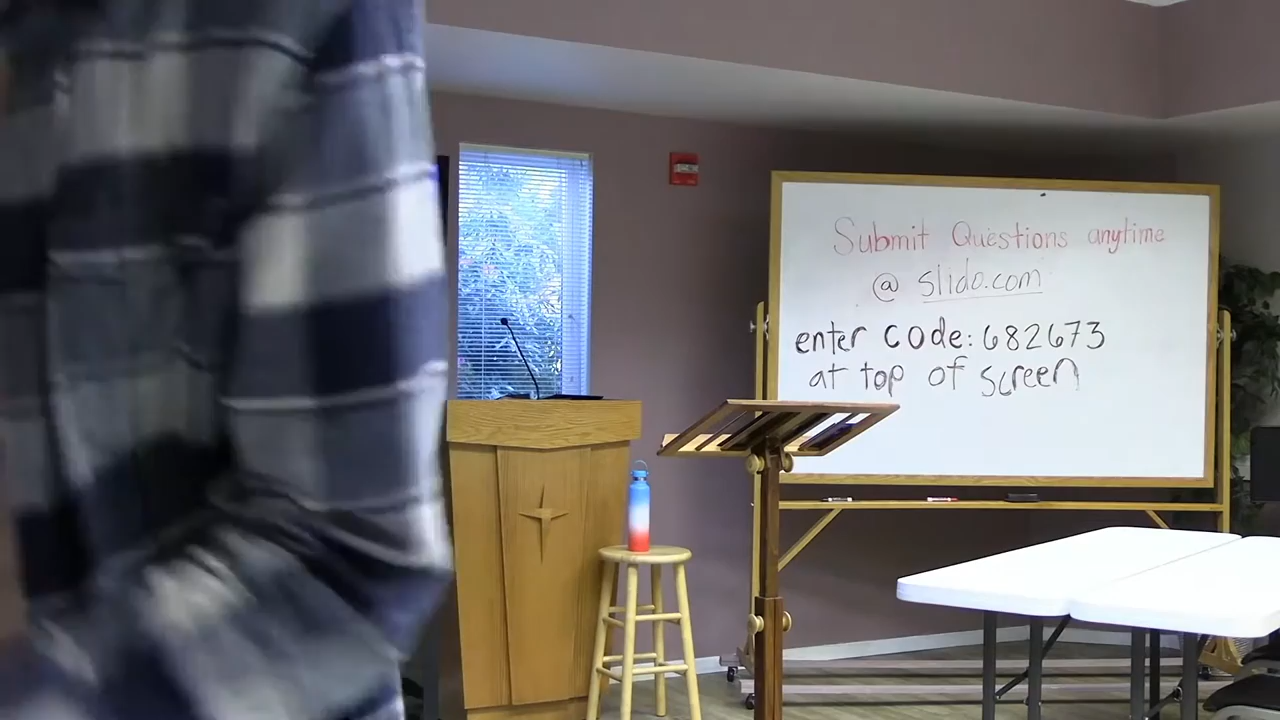 Submit Questions anytime
@ slido.com
enter code: 682673
at top of screen